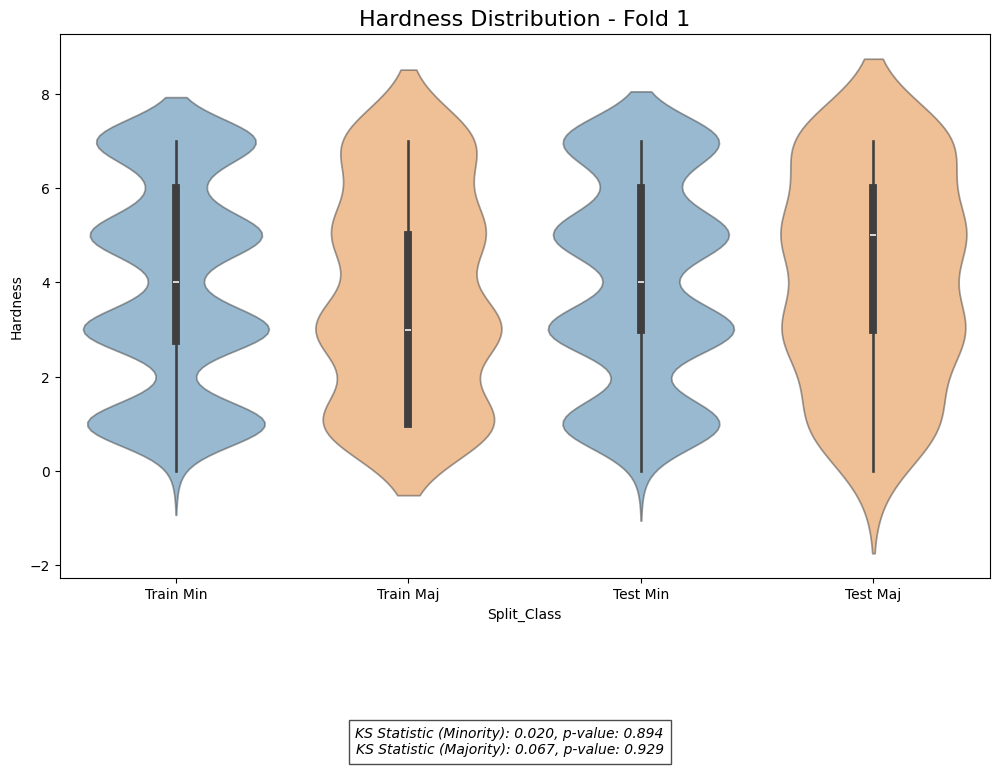 Hardness Distribution - Fold 1
Hardness
8
6
4
2
0
−2
Train Min
Train Maj
Test Min
Test Maj
Split_Class
KS Statistic (Minority): 0.020, p-value: 0.894
KS Statistic (Majority): 0.067, p-value: 0.929